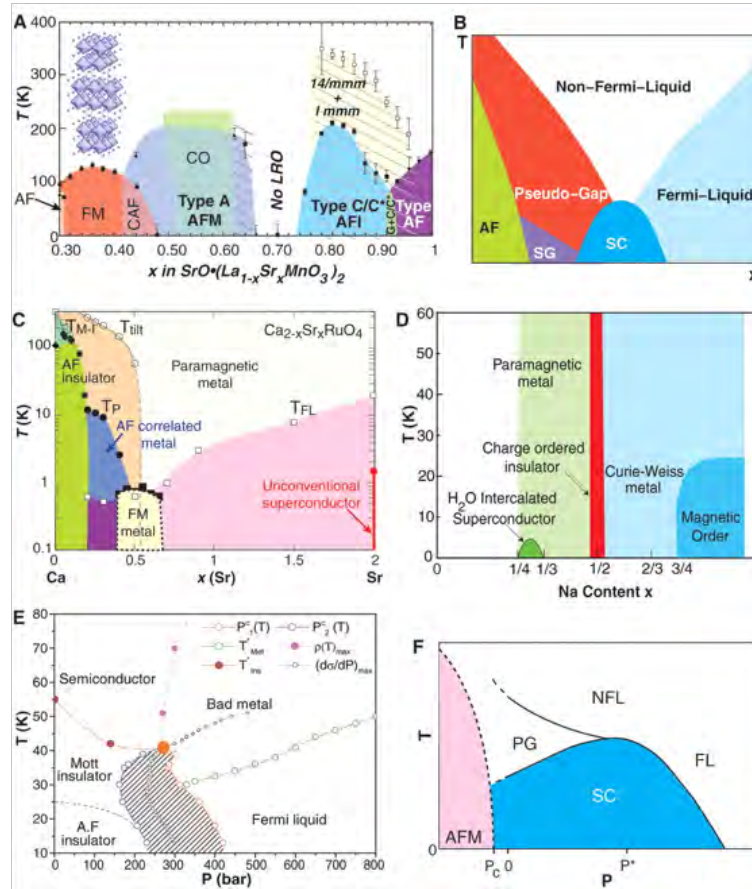 A
T (K)
400
300
200
100
0
AF
FM
CAF
CO
Type A
AFM
No LRO
14/mmm
+
I mmm
Type C/C*
AFI
G+C/C*
Type
AF
0.30
0.40
0.50
0.60
0.70
0.80
0.90
1
x in SrO•(La1-xSrxMnO3)2
B
T
Non–Fermi–Liquid
Pseudo–Gap
Fermi–Liquid
AF
SG
SC
x
C
T (K)
100
10
1
0.1
TM-I
Ttilt
Ca2-xSrxRuO4
AF
insulator
Paramagnetic
metal
TP
TFL
AF correlated
metal
Unconventional
superconductor
FM
metal
0
0.5
1
1.5
2
Ca
x (Sr)
Sr
D
T (K)
60
50
40
30
20
10
0
Paramagnetic
metal
Charge ordered
insulator
Curie-Weiss
metal
H2O Intercalated
Superconductor
Magnetic
Order
0
1/4
1/3
1/2
2/3
3/4
Na Content x
E
T (K)
80
70
60
50
40
30
20
10
Pc1(T)
Pc2 (T)
T*Met
ρ(T)max
T*Ins
(dσ/dP)max
Semiconductor
Bad metal
Mott
insulator
A.F
insulator
Fermi liquid
0
100
200
300
400
500
600
700
800
P (bar)
F
T
NFL
PG
FL
SC
AFM
0
Pc
0
P*
P